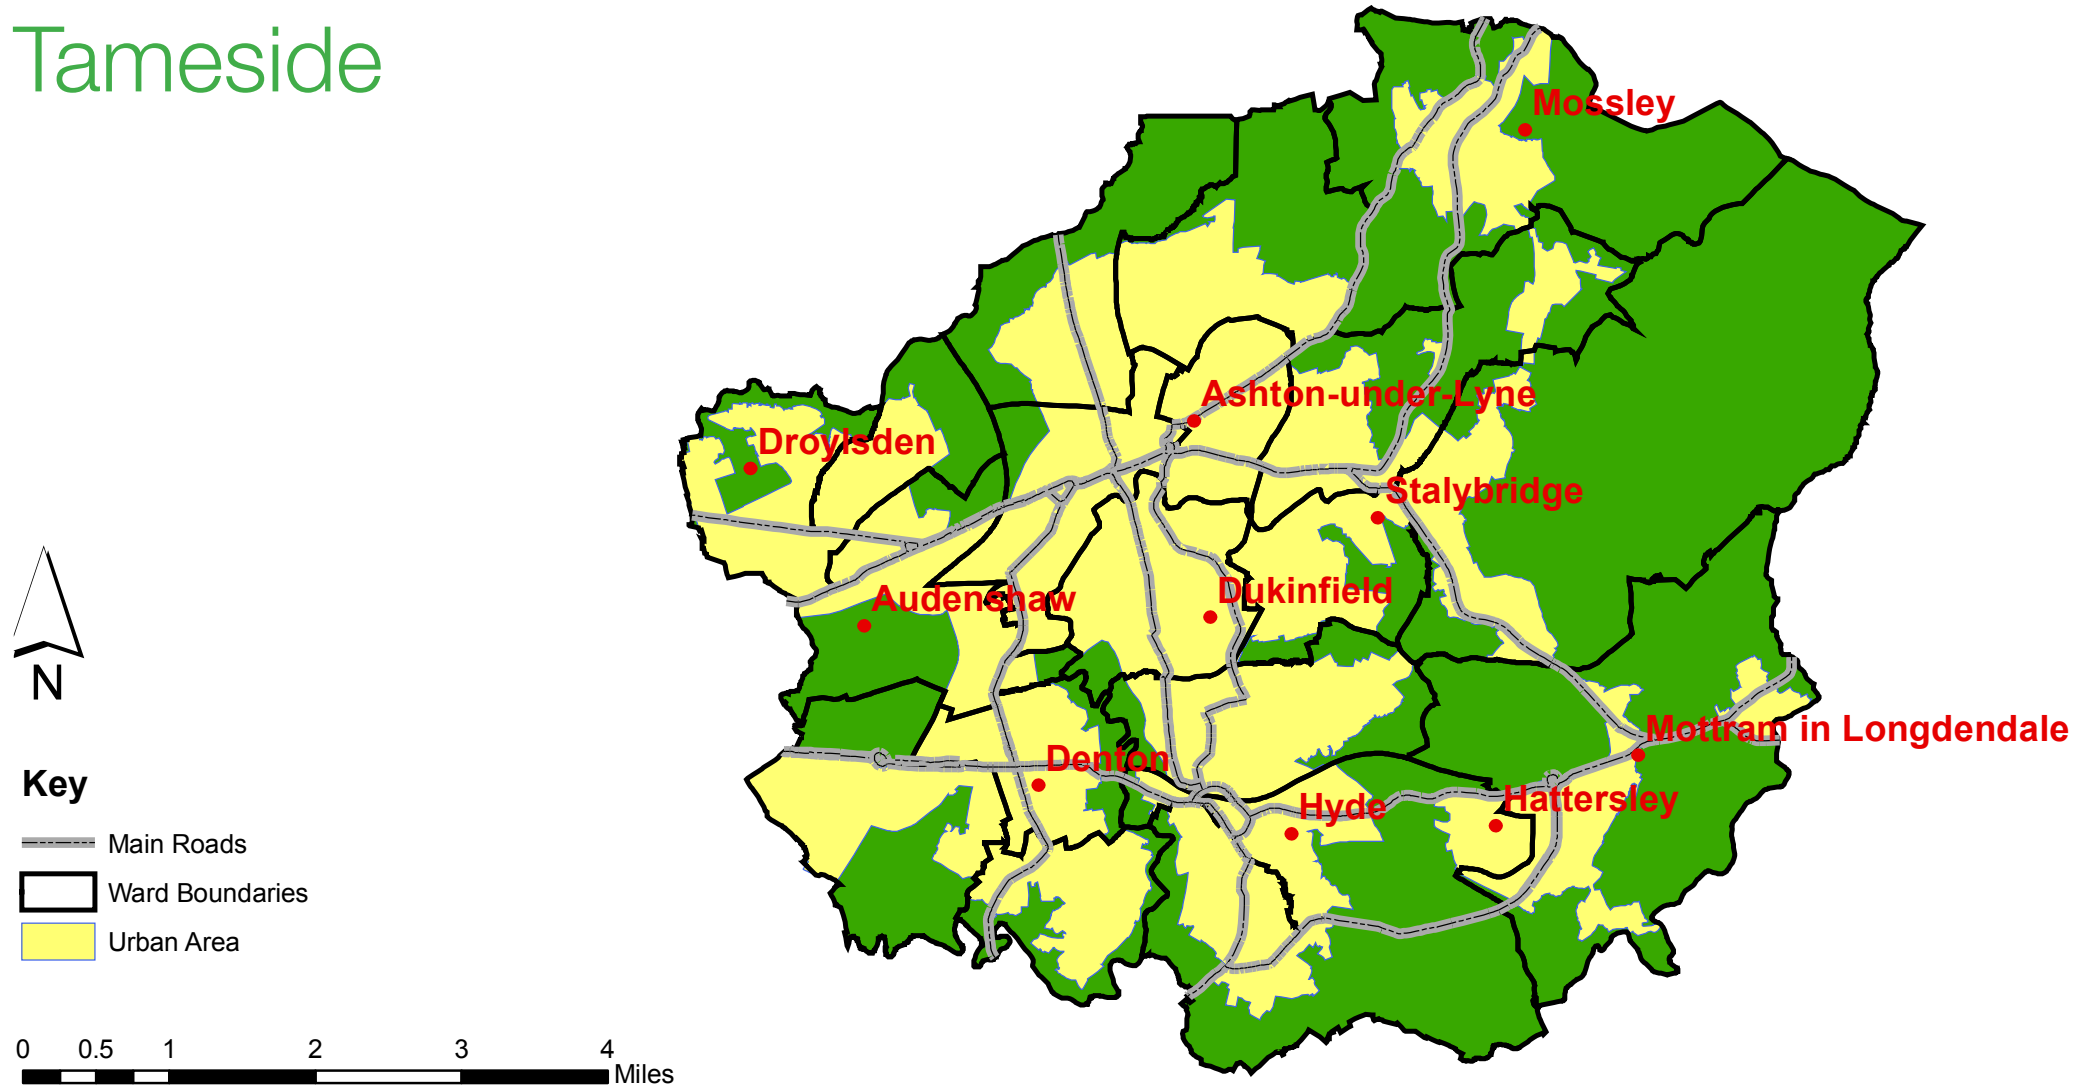 Tameside
Mossley
Ashton-under-Lyne
Droylsden
Stalybridge
Dukinfield
Audenshaw
Mottram in Longdendale
Denton
Hyde
Hattersley
N
Key
Main Roads
Ward Boundaries
Urban Area
0 0.5 1 2 3 4
Miles